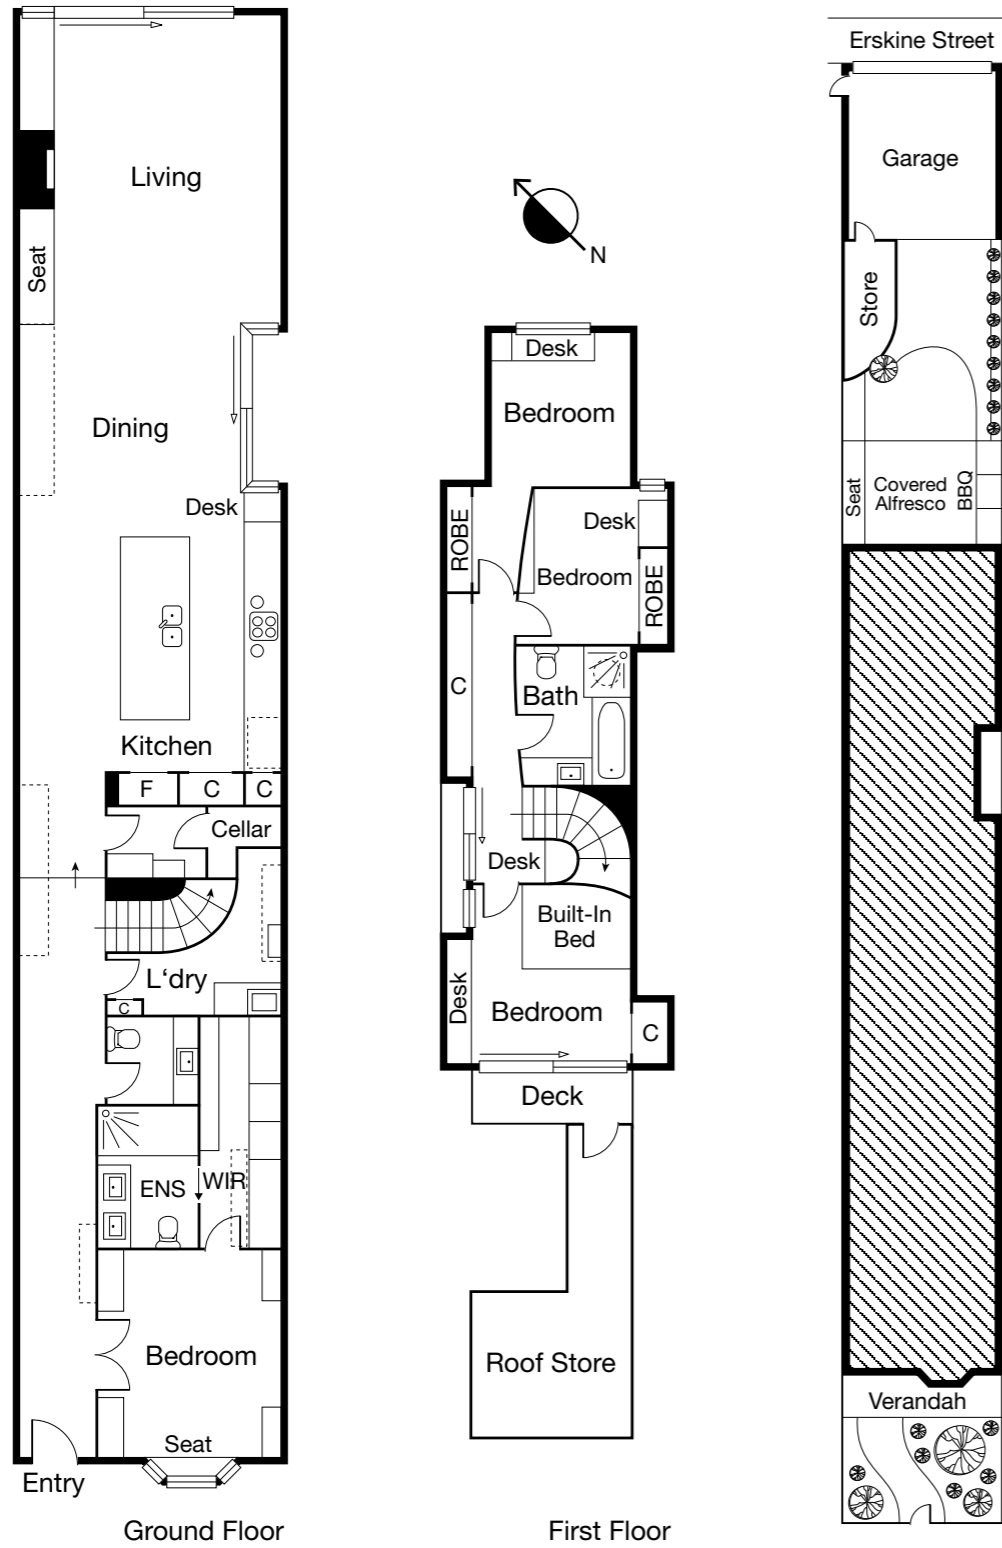 Living
Seat
Dining
Desk
Kitchen
F
C
C
Cellar
L'dry
C
ENS
WIR
Bedroom
Seat
Entry
Ground Floor
N
Desk
Bedroom
ROBE
Desk
Bedroom
ROBE
C
Bath
Desk
Built-In
Bed
Desk
Bedroom
C
Deck
Roof Store
First Floor
Erskine Street
Garage
Store
Seat
Covered
Alfresco
BBQ
Verandah